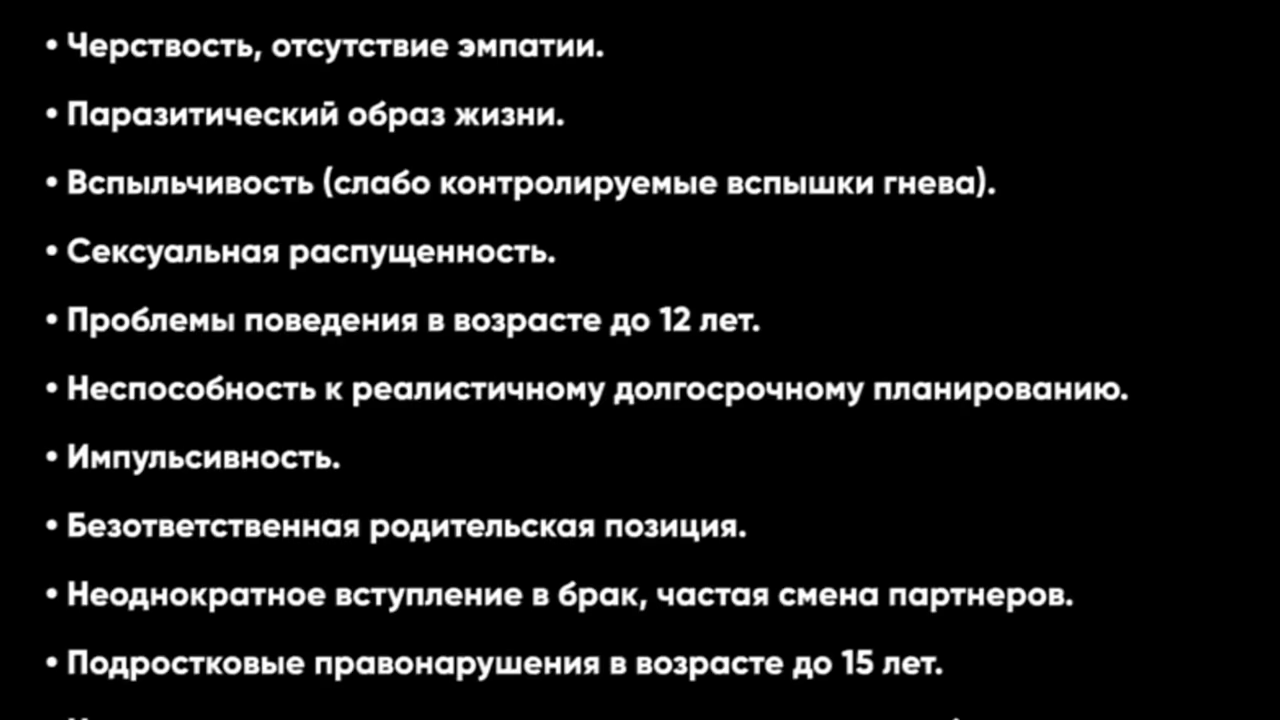 • Черствость, отсутствие эмпатии.
• Паразитический образ жизни.
• Вспыльчивость (слабо контролируемые вспышки гнева).
• Сексуальная распущенность.
• Проблемы поведения в возрасте до 12 лет.
• Неспособность к реалистичному долгосрочному планированию.
• Импульсивность.
• Безответственная родительская позиция.
• Неоднократное вступление в брак, частая смена партнеров.
• Подростковые правонарушения в возрасте до 15 лет.